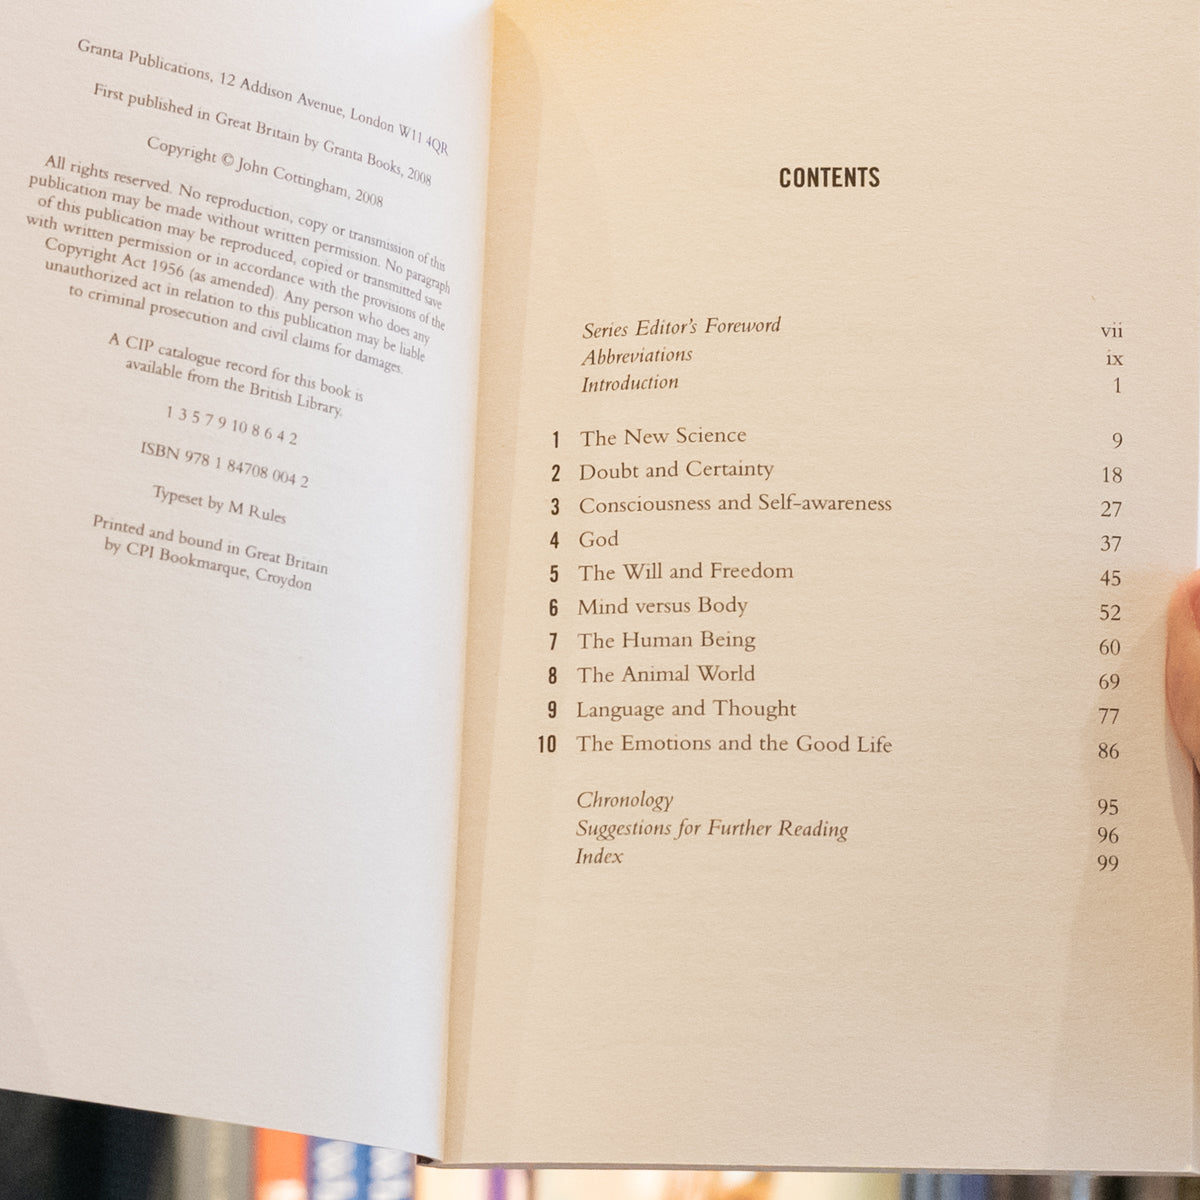 Granta Publications, 12 Addison Avenue, London W11 4QR
First published in Great Britain by Granta Books, 2008
Copyright © John Cottingham, 2008
All rights reserved. No reproduction, copy or transmission of this
publication may be made without written permission. No paragraph
of this publication may be reproduced, copied or transmitted save
with written permission or in accordance with the provisions of the
Copyright Act 1956 (as amended). Any person who does any
unauthorized act in relation to this publication may be liable
to criminal prosecution and civil claims for damages.
A CIP catalogue record for this book is
available from the British Library.
1 3 5 7 9 10 8 6 4 2
ISBN 978 1 84708 004 2
Typeset by M Rules
Printed and bound in Great Britain
by CPI Bookmarque, Croydon
CONTENTS
Series Editor's Foreword vii
Abbreviations ix
Introduction 1
1 The New Science 9
2 Doubt and Certainty 18
3 Consciousness and Self-awareness 27
4 God 37
5 The Will and Freedom 45
6 Mind versus Body 52
7 The Human Being 60
8 The Animal World 69
9 Language and Thought 77
10 The Emotions and the Good Life 86
Chronology 95
Suggestions for Further Reading 96
Index 99